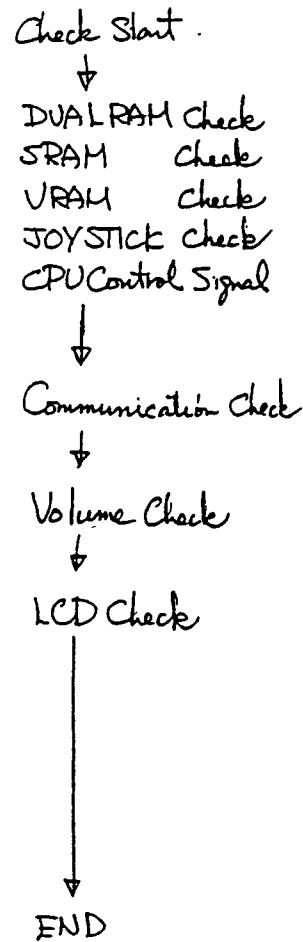 Check Start.
DUALRAM Check
SRAM Check
VRAM Check
JOYSTICK Check
CPU Control Signal
Communication Check
Volume Check
LCD Check
END